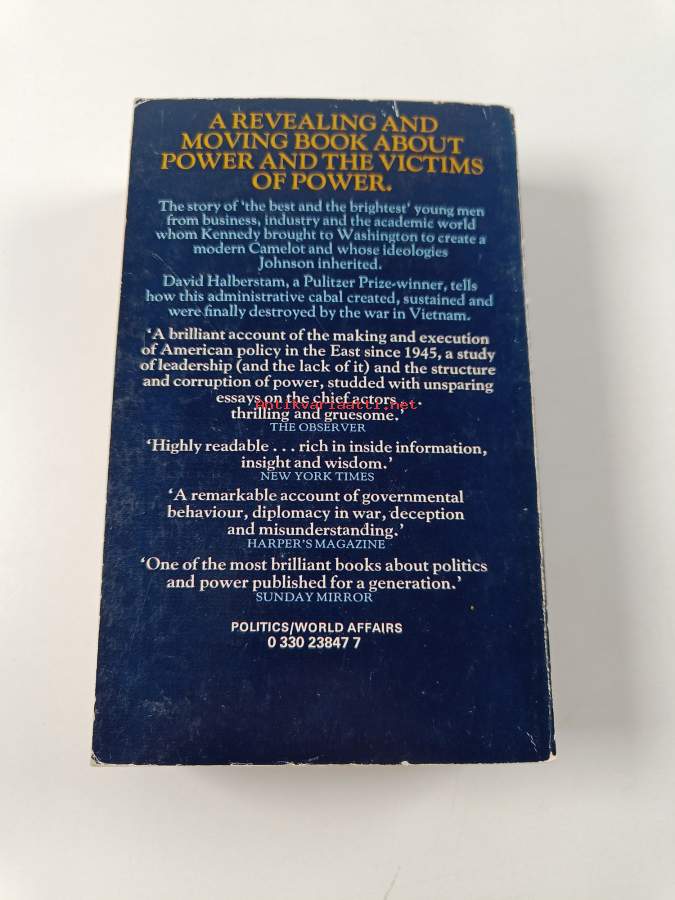 A REVEALING AND
MOVING BOOK ABOUT
POWER AND THE VICTIMS
OF POWER.
The story of 'the best and the brightest' young men
from business, industry and the academic world
whom Kennedy brought to Washington to create a
modern Camelot and whose ideologies
Johnson inherited.
David Halberstam, a Pulitzer Prize-winner, tells
how this administrative cabal created, sustained and
were finally destroyed by the war in Vietnam.
'A brilliant account of the making and execution
of American policy in the East since 1945, a study
of leadership (and the lack of it) and the structure
and corruption of power, studded with unsparing
essays on the chief actors . . .
Antikvariaatti.net
thrilling and gruesome.'
THE OBSERVER
'Highly readable . . . rich in inside information,
insight and wisdom.'
NEW YORK TIMES
'A remarkable account of governmental
behaviour, diplomacy in war, deception
and misunderstanding.'
HARPER'S MAGAZINE
'One of the most brilliant books about politics
and power published for a generation.'
SUNDAY MIRROR
POLITICS/WORLD AFFAIRS
0 330 23847 7